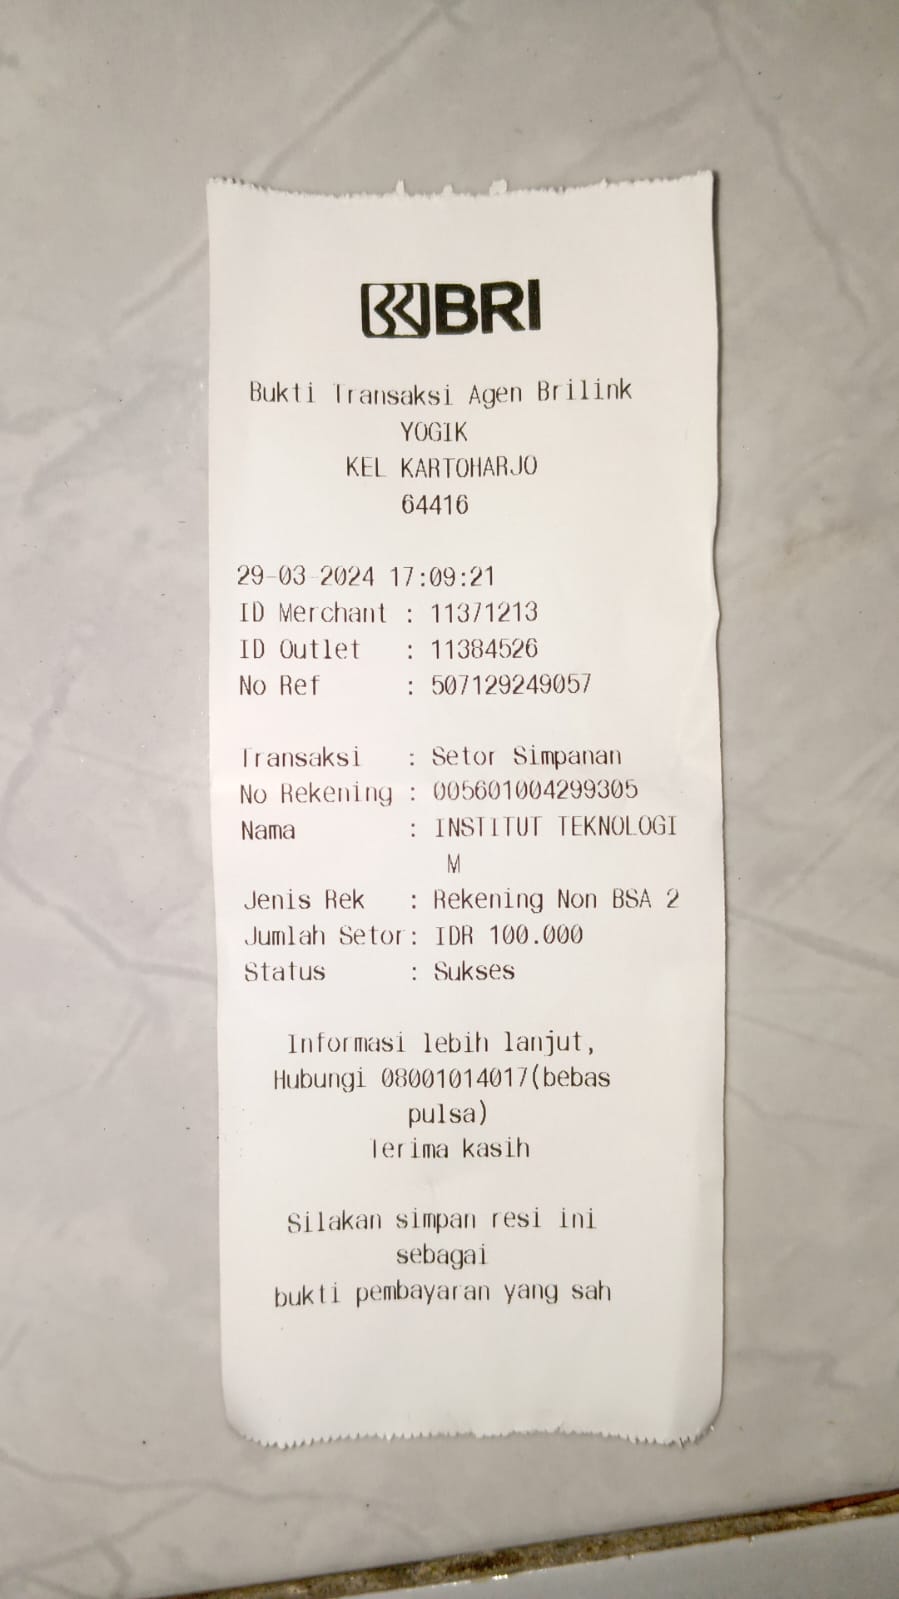 BRI
Bukti Transaksi Agen Brilink
YOGIK
KEL KARTOHARJO
64416
29-03-2024 17:09:21
ID Merchant : 11371213
ID Outlet : 11384526
No Ref : 507129249057
Transaksi : Setor Simpanan
No Rekening : 005601004299305
Nama : INSTITUT TEKNOLOGI
M
Jenis Rek : Rekening Non BSA 2
Jumlah Setor: IDR 100.000
Status : Sukses
Informasi lebih lanjut,
Hubungi 08001014017(bebas
pulsa)
Terima kasih
Silakan simpan resi ini
sebagai
bukti pembayaran yang sah